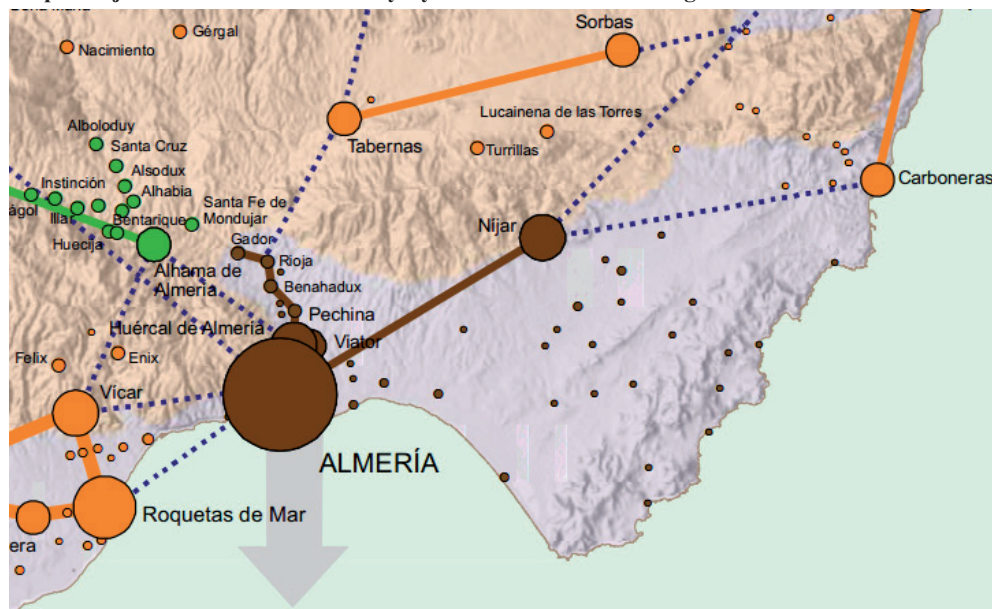 Gérgal
Nacimiento
Sorbas
Alboloduy
Santa Cruz
Lucainena de las Torres
Tabernas
Turrillas
Alsodux
Instinción
Alhabia
Carboneras
Illar
Bentarique
Santa Fe de
Mondujar
Níjar
Huecija
Gador
Rioja
Alhama de
Almería
Benahadux
Pechina
Huércal de Almería
Viator
Felix
Enix
Vícar
ALMERÍA
Roquetas de Mar